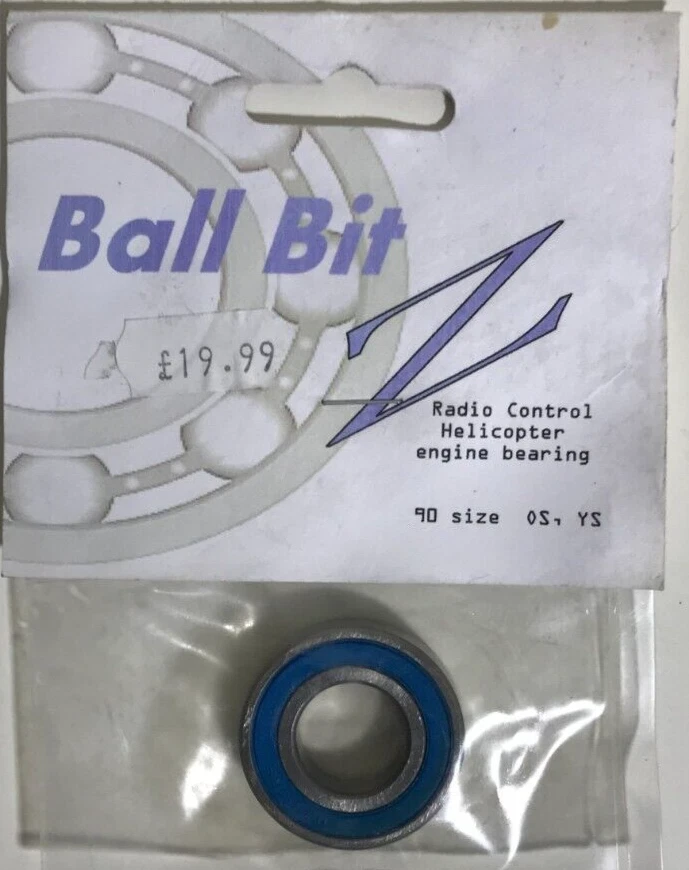 Ball Bit
Z
£19.99
Radio Control
Helicopter
engine bearing
90 size OS, YS